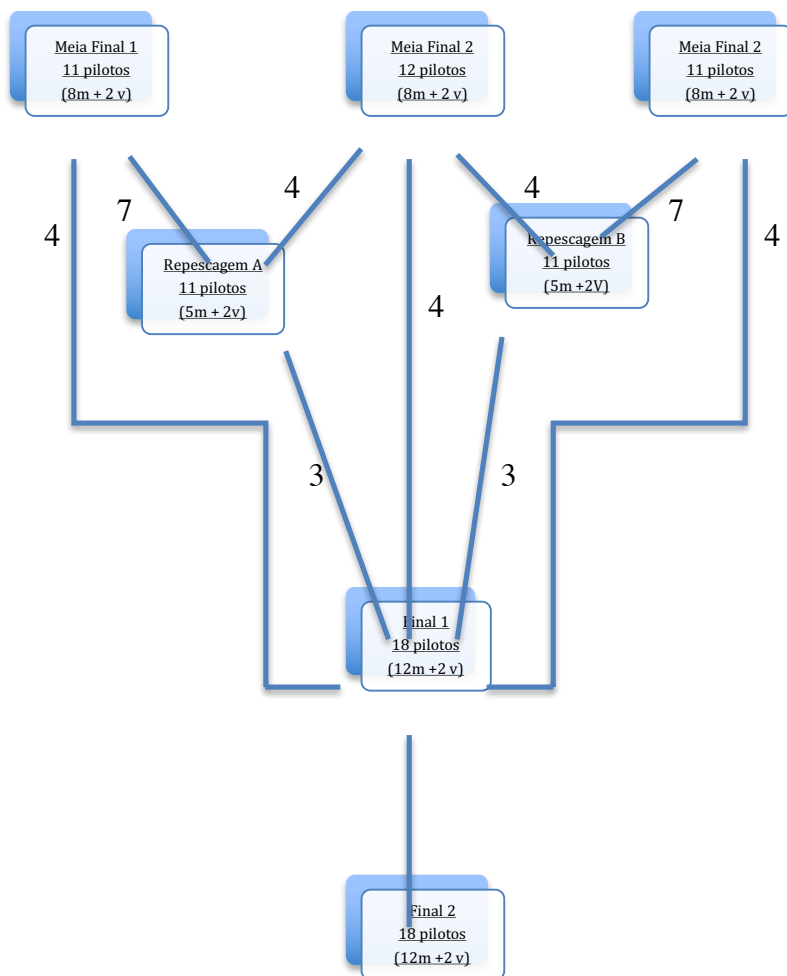 Meia Final 1
11 pilotos
(8m + 2 v)
Meia Final 2
12 pilotos
(8m + 2 v)
Meia Final 2
11 pilotos
(8m + 2 v)
4
7
4
4
7
4
Repescagem A
11 pilotos
(5m + 2v)
Repescagem B
11 pilotos
(5m +2V)
4
3
3
Final 1
18 pilotos
(12m +2 v)
Final 2
18 pilotos
(12m +2 v)